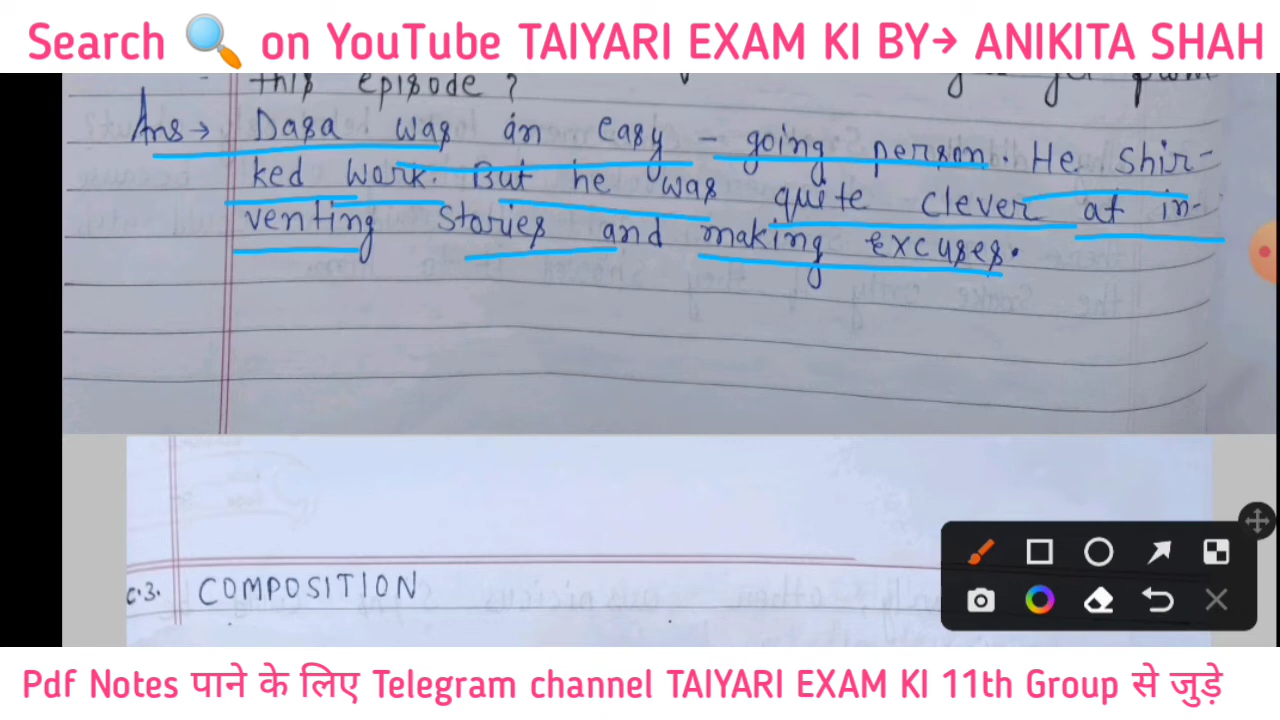 Search 🔍 on YouTube TAIYARI EXAM KI BY→ ANIKITA SHAH
this episode ?
Ans → Dasa was an easy - going person. He shir-
ked work. But he was quite clever at in-
venting stories and making excuses.
C.3. COMPOSITION
Pdf Notes पाने के लिए Telegram channel TAIYARI EXAM KI 11th Group से जुड़े